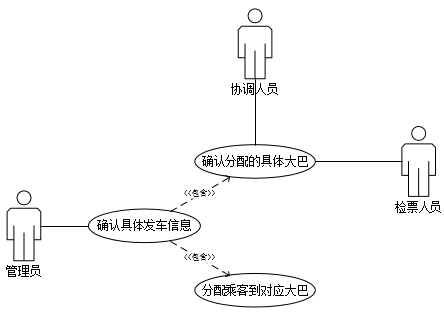 协调人员
确认分配的具体大巴
<<包含>>
检票人员
确认具体发车信息
管理员
<<包含>>
分配乘客到对应大巴